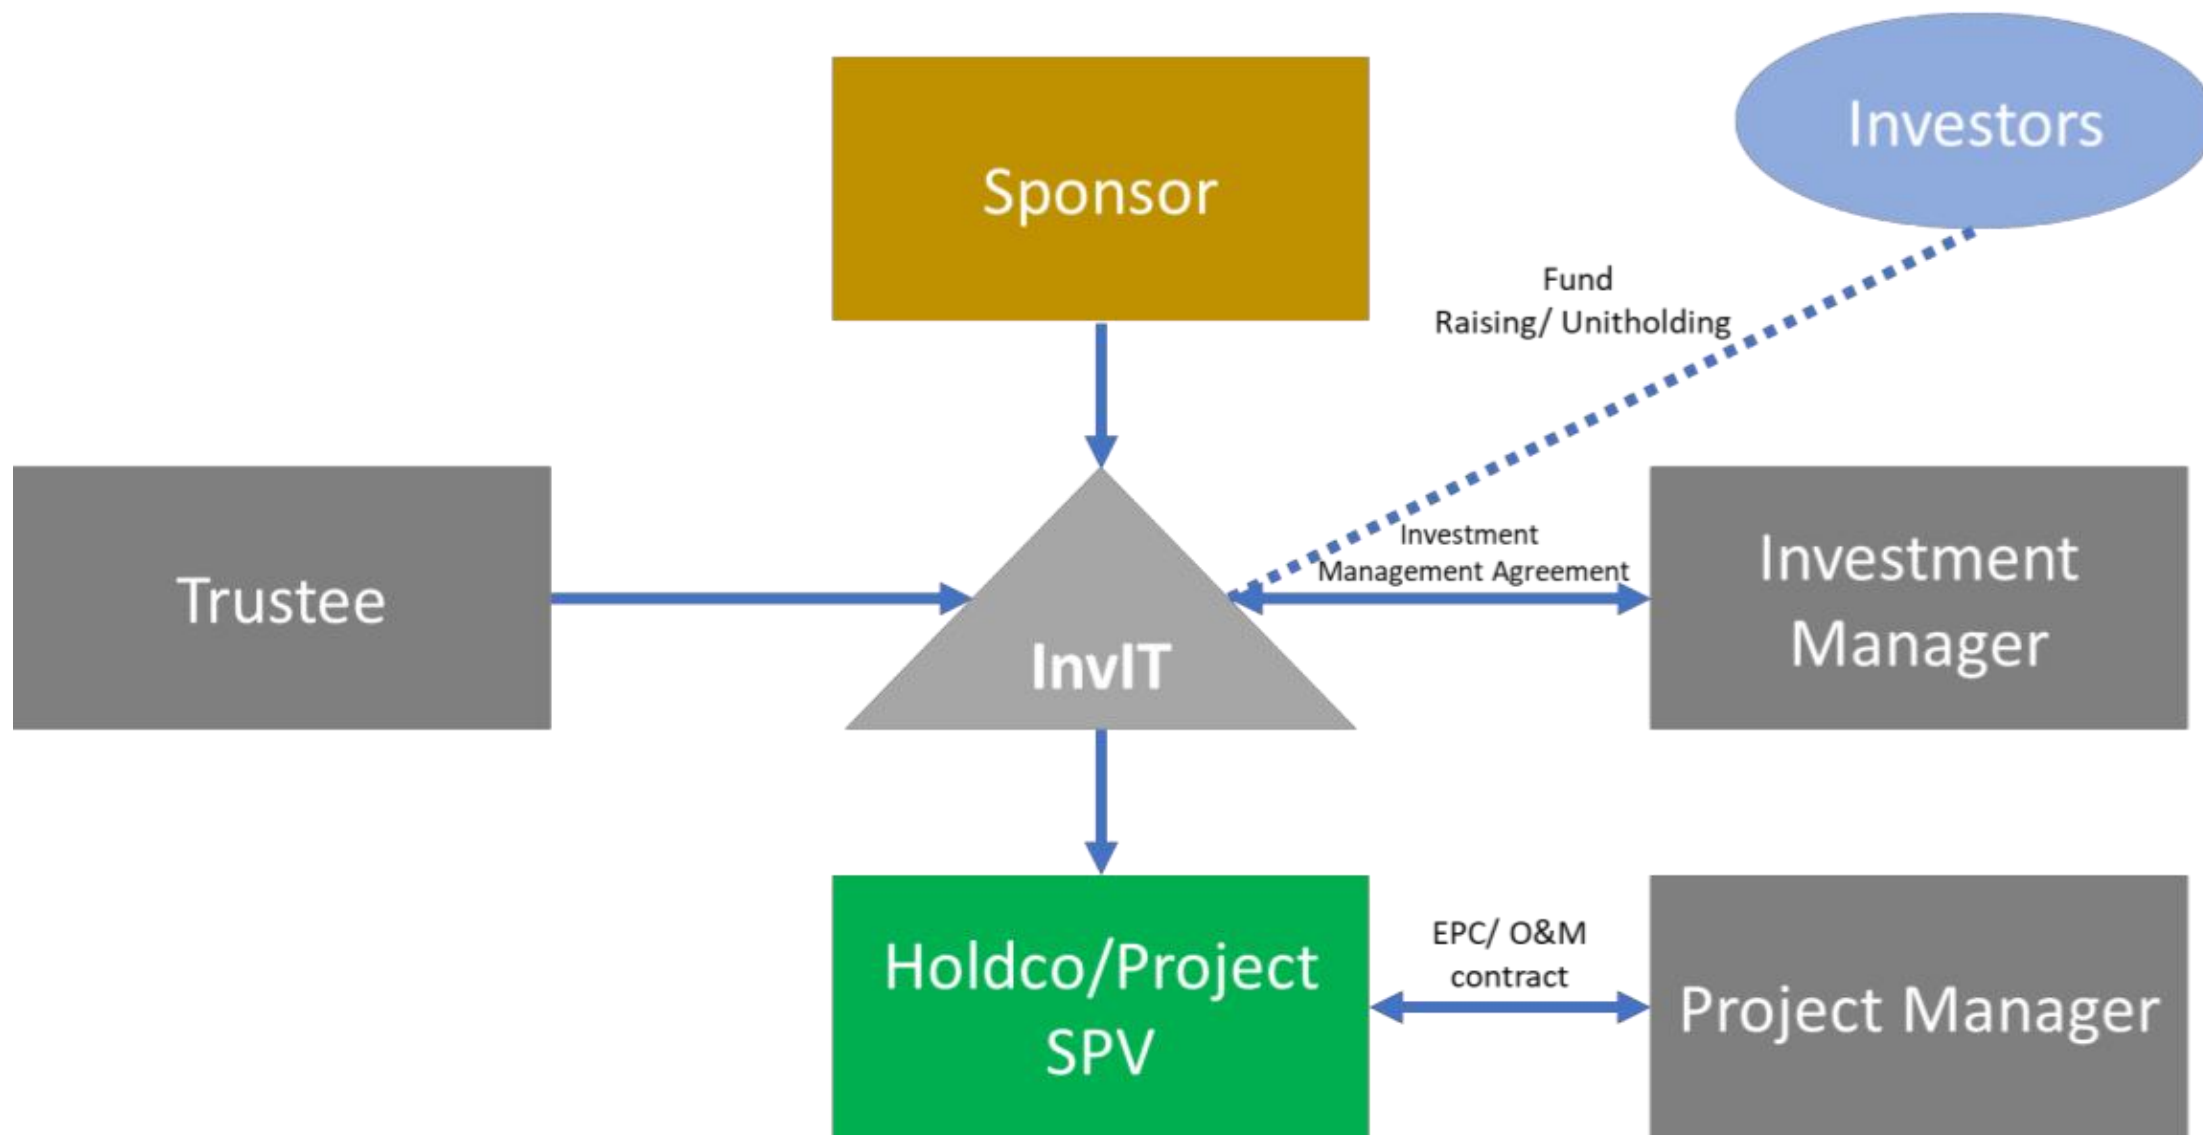 Investors
Sponsor
Fund
Raising/ Unitholding
Trustee
InvIT
Investment
Management Agreement
Investment
Manager
Holdco/Project
SPV
EPC/ O&M
contract
Project Manager